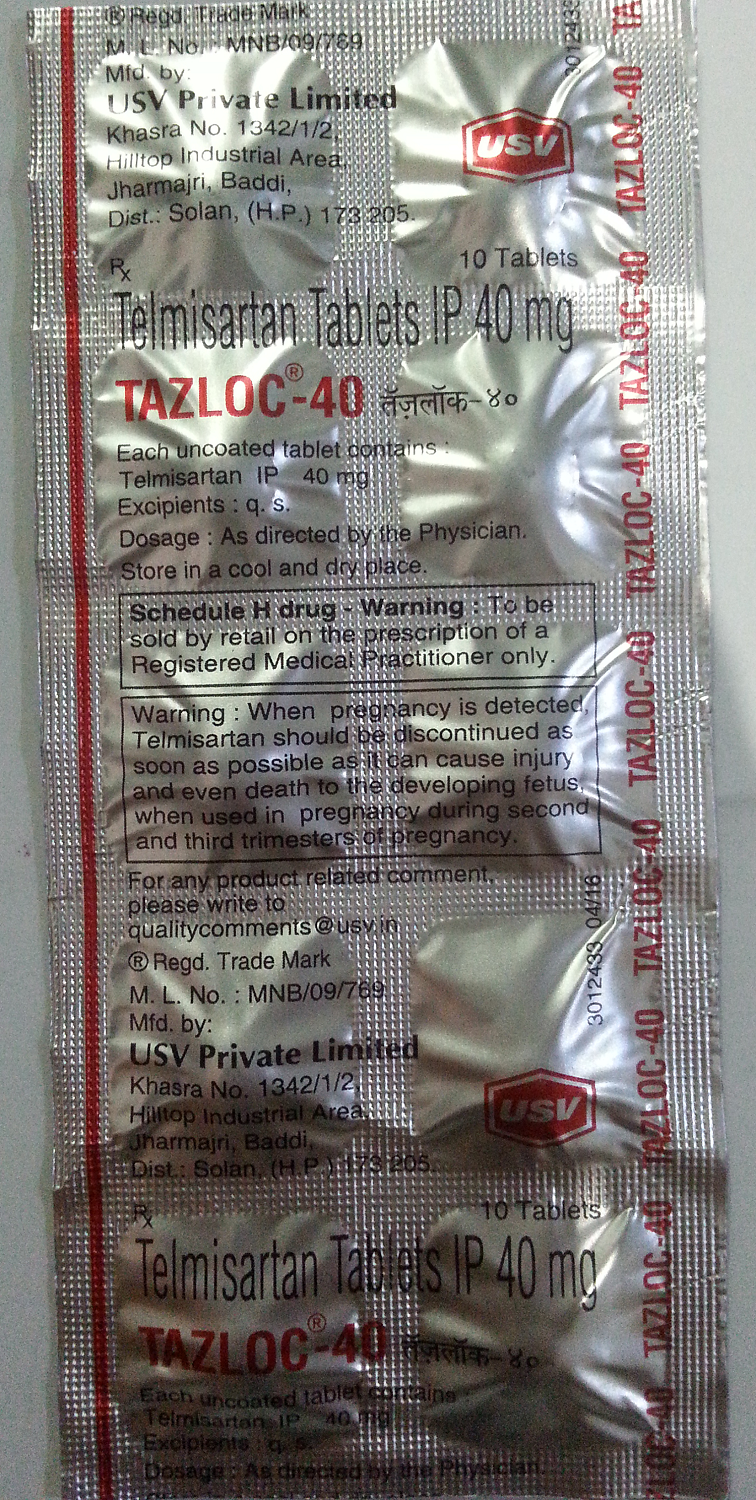 ® Regd. Trade Mark
M. L. No. : MNB/09/769
Mfd. by:
USV Private Limited
Khasra No. 1342/1/2,
Hilltop Industrial Area,
Jharmajri, Baddi,
Dist.: Solan, (H.P.) 173 205.
USV
Rx
10 Tablets
Telmisartan Tablets IP 40 mg
TAZLOC®-40 तॅज़लॉक-४०
Each uncoated tablet contains :
Telmisartan IP 40 mg
Excipients : q. s.
Dosage : As directed by the Physician.
Store in a cool and dry place.
Schedule H drug - Warning : To be
sold by retail on the prescription of a
Registered Medical Practitioner only.
Warning : When pregnancy is detected,
Telmisartan should be discontinued as
soon as possible as it can cause injury
and even death to the developing fetus,
when used in pregnancy during second
and third trimesters of pregnancy.
For any product related comment,
please write to
qualitycomments@usv.in
® Regd. Trade Mark
M. L. No. : MNB/09/769
Mfd. by:
USV Private Limited
Khasra No. 1342/1/2,
Hilltop Industrial Area,
Jharmajri, Baddi,
Dist.: Solan, (H.P.) 173 205.
3012433 04/16
USV
Rx
10 Tablets
Telmisartan Tablets IP 40 mg
TAZLOC®-40 तॅज़लॉक-४०
Each uncoated tablet contains :
Telmisartan IP 40 mg
Excipients : q. s.
Dosage : As directed by the Physician.
TAZLOC-40 TAZLOC-40 TAZLOC-40 TAZLOC-40 TAZLOC-40 TAZLOC-40 TAZLOC-40